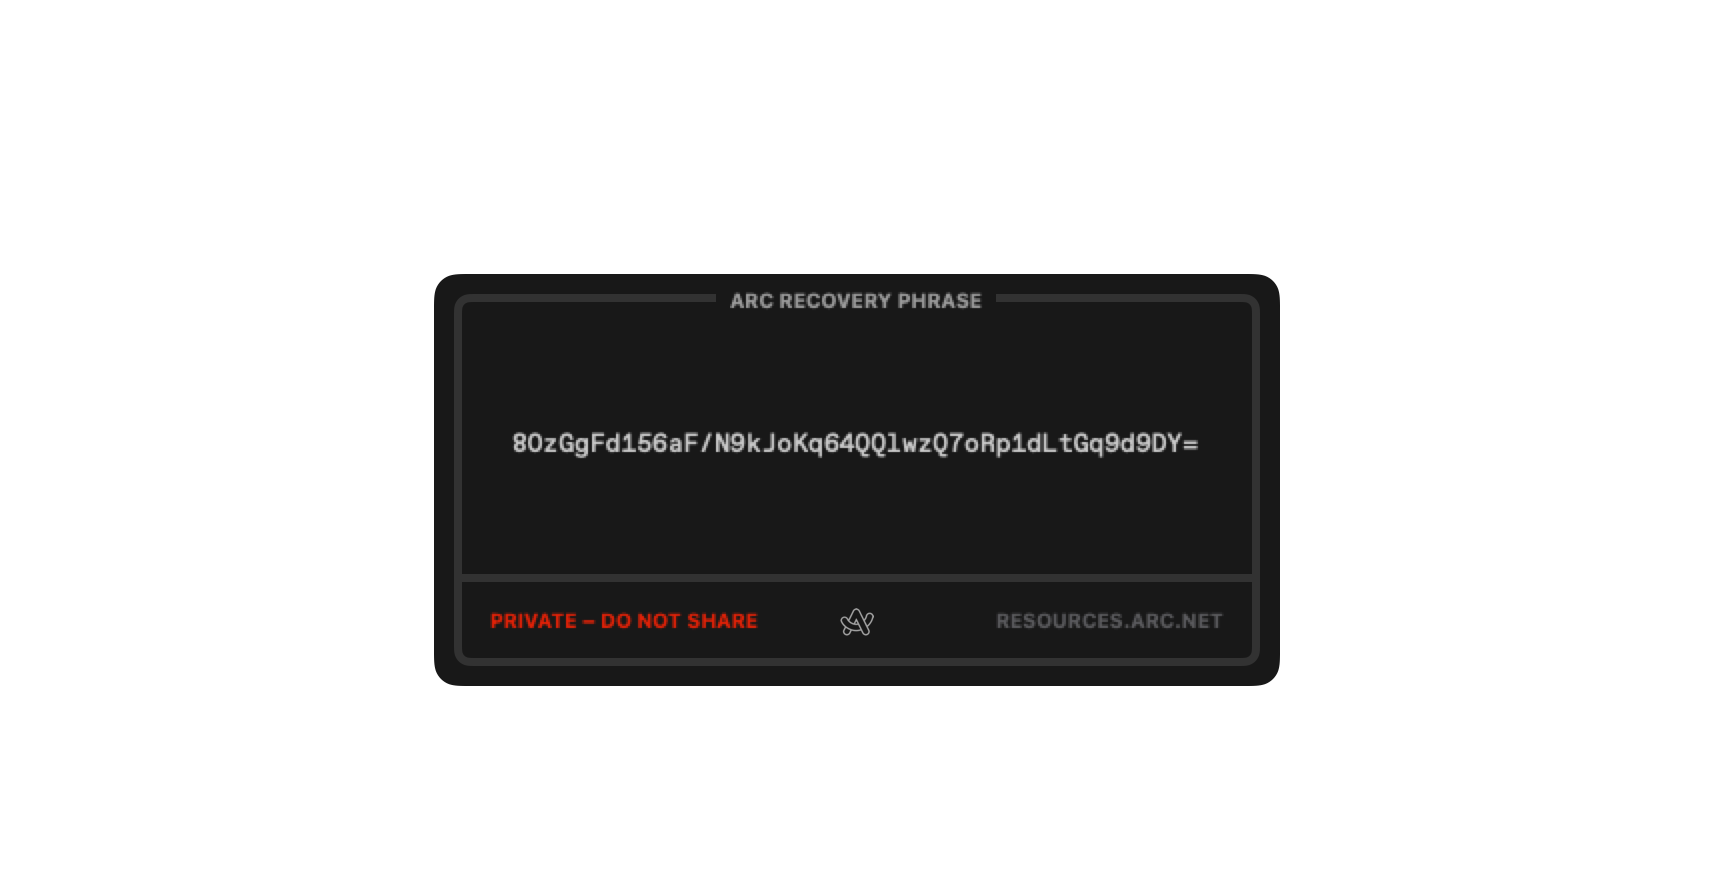 ARC RECOVERY PHRASE
8OzGgFd156aF/N9kJoKq64QQlwzQ7oRp1dLtGq9d9DY=
PRIVATE – DO NOT SHARE
RESOURCES.ARC.NET